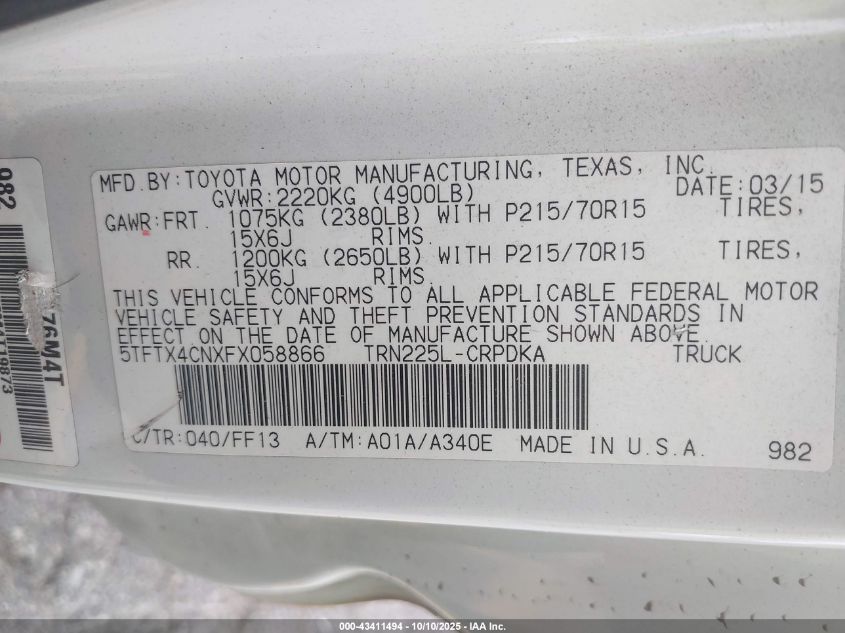 982
76M4T
MFD.BY:TOYOTA MOTOR MANUFACTURING, TEXAS, INC.
GVWR:2220KG (4900LB) DATE:03/15
GAWR:FRT. 1075KG (2380LB) WITH P215/70R15 TIRES,
15X6J RIMS.
RR. 1200KG (2650LB) WITH P215/70R15 TIRES,
15X6J RIMS.
THIS VEHICLE CONFORMS TO ALL APPLICABLE FEDERAL MOTOR
VEHICLE SAFETY AND THEFT PREVENTION STANDARDS IN
EFFECT ON THE DATE OF MANUFACTURE SHOWN ABOVE.
5TFTX4CNXFX058866 TRN225L-CRPDKA TRUCK
C/TR:040/FF13 A/TM:A01A/A340E MADE IN U.S.A. 982
000-43411494 - 10/10/2025 - IAA Inc.